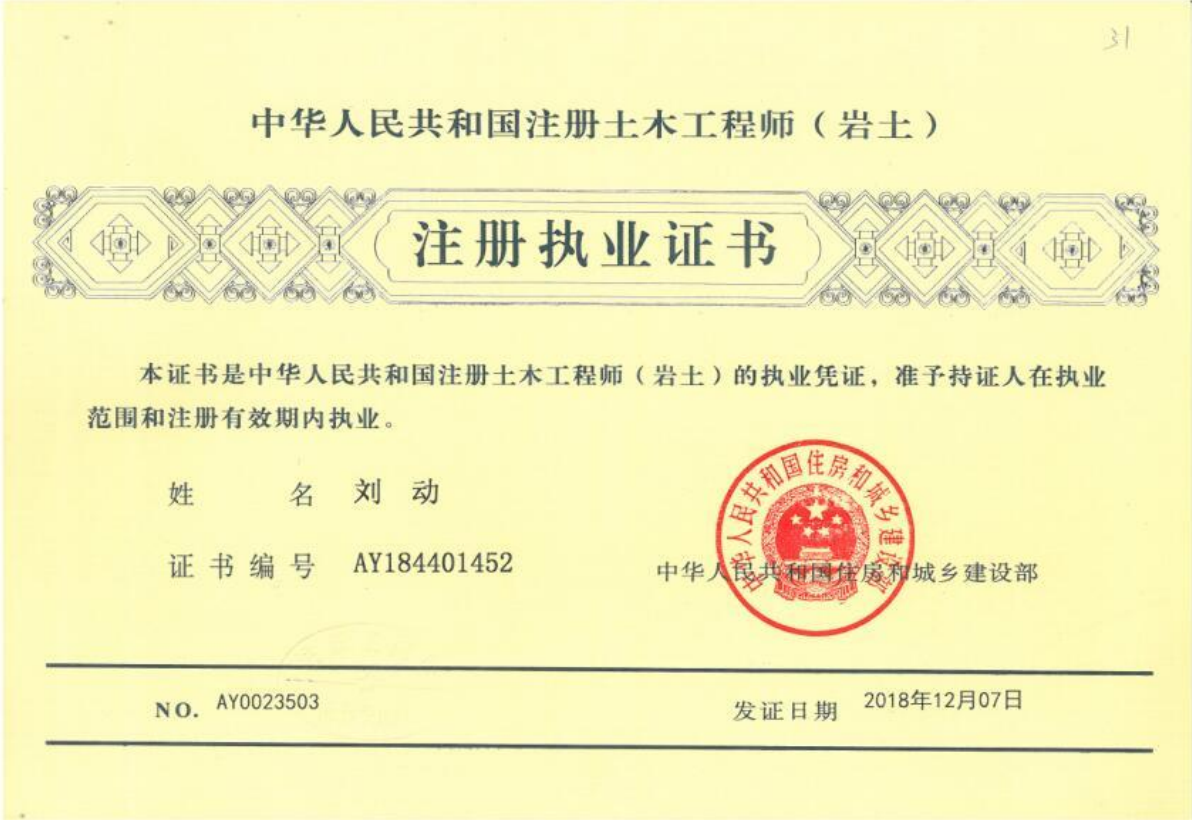 31
中华人民共和国注册土木工程师（岩土）
注册执业证书
本证书是中华人民共和国注册土木工程师（岩土）的执业凭证，准予持证人在执业
范围和注册有效期内执业。
姓 名 刘 动
证书编号 AY184401452
中华人民共和国住房和城乡建设部
中华人民共和国住房和城乡建设部
NO. AY0023503
发证日期 2018年12月07日